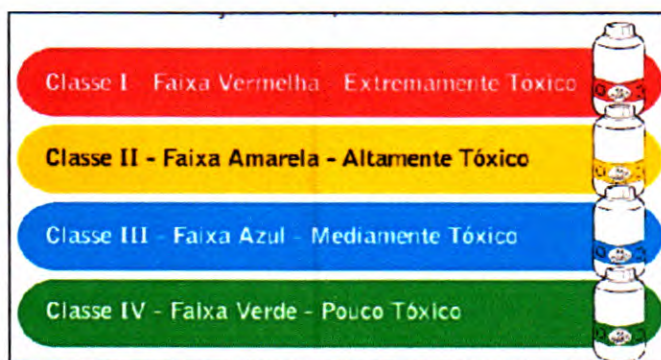 Classe I - Faixa Vermelha - Extremamente Tóxico
Classe II - Faixa Amarela - Altamente Tóxico
Classe III - Faixa Azul - Mediamente Tóxico
Classe IV - Faixa Verde - Pouco Tóxico